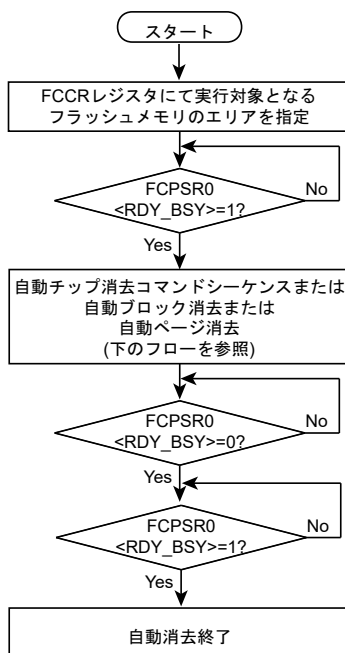 スタート
FCCRレジスタにて実行対象となる
フラッシュメモリのエリアを指定
FCPSR0
<RDY_BSY>=1?
No
Yes
自動チップ消去コマンドシーケンスまたは
自動ブロック消去または
自動ページ消去
(下のフローを参照)
FCPSR0
<RDY_BSY>=0?
No
Yes
FCPSR0
<RDY_BSY>=1?
No
Yes
自動消去終了